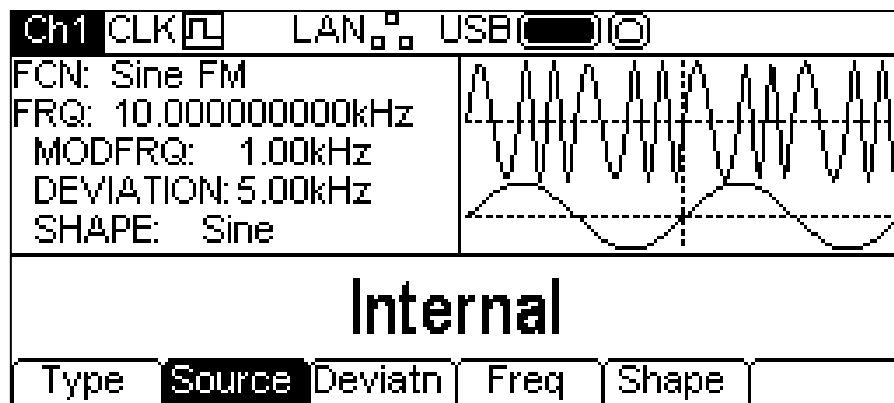 Ch1 CLK LAN USB
FCN: Sine FM
FRQ: 10.000000000kHz
MODFRQ: 1.00kHz
DEVIATION: 5.00kHz
SHAPE: Sine
Internal
Type Source Deviatn Freq Shape